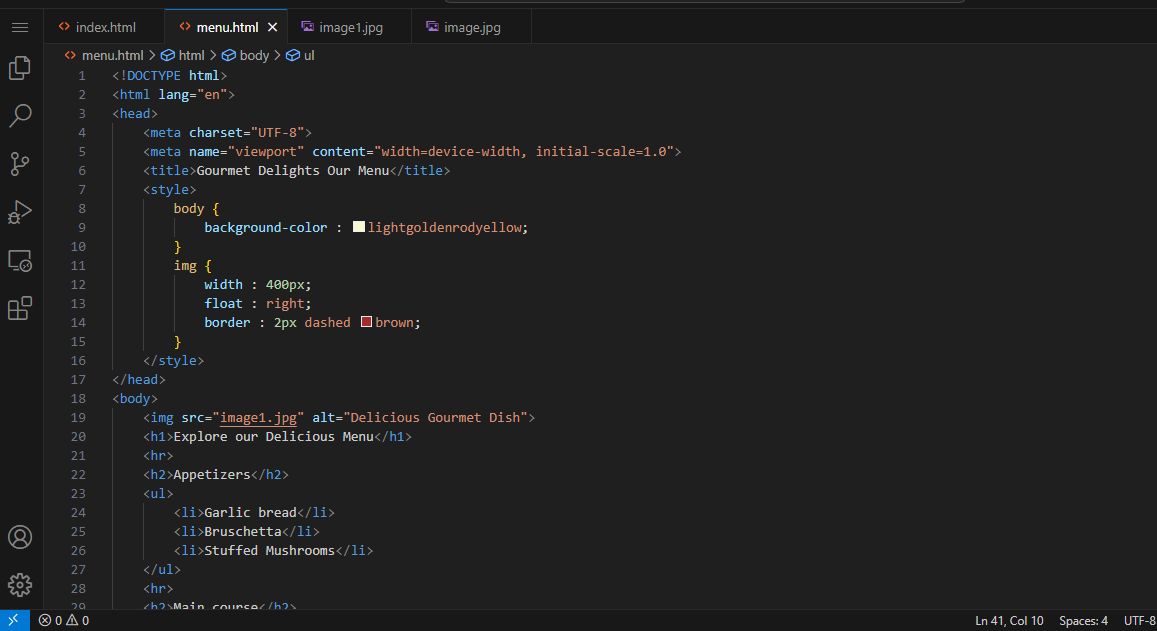 index.html menu.html image1.jpg image.jpg
menu.html > html > body > ul
1 <!DOCTYPE html>
2 <html lang="en">
3 <head>
4 <meta charset="UTF-8">
5 <meta name="viewport" content="width=device-width, initial-scale=1.0">
6 <title>Gourmet Delights Our Menu</title>
7 <style>
8 body {
9 background-color : lightgoldenrodyellow;
10 }
11 img {
12 width : 400px;
13 float : right;
14 border : 2px dashed brown;
15 }
16 </style>
17 </head>
18 <body>
19 <img src="image1.jpg" alt="Delicious Gourmet Dish">
20 <h1>Explore our Delicious Menu</h1>
21 <hr>
22 <h2>Appetizers</h2>
23 <ul>
24 <li>Garlic bread</li>
25 <li>Bruschetta</li>
26 <li>Stuffed Mushrooms</li>
27 </ul>
28 <hr>
29 <h2>Main course</h2>
0 0 Ln 41, Col 10 Spaces: 4 UTF-8